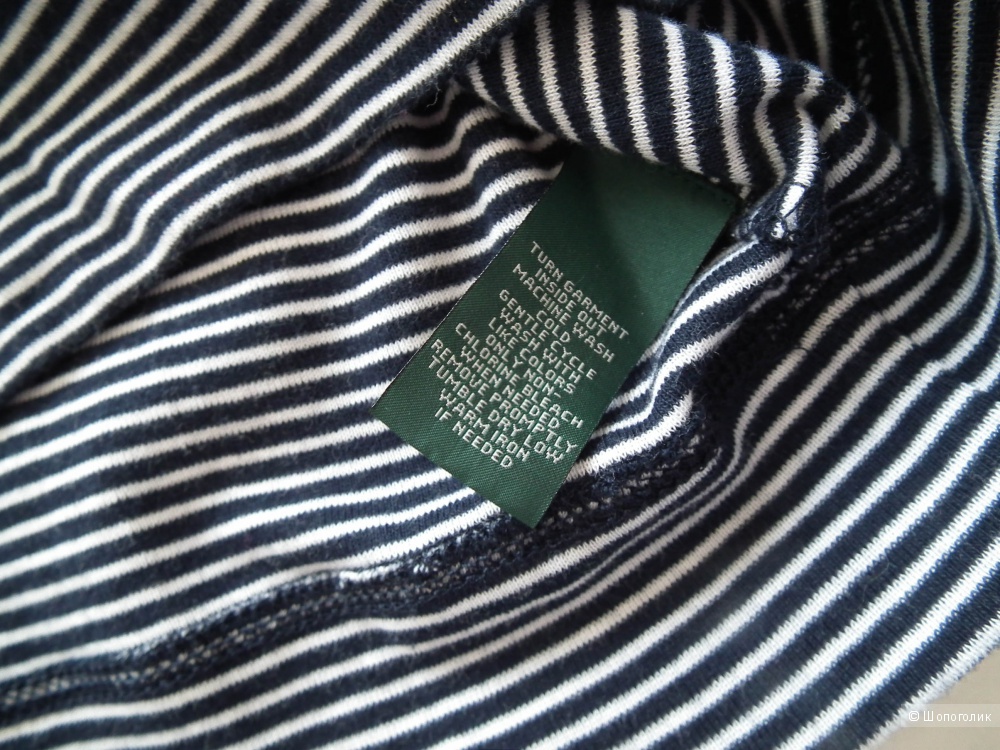 TURN GARMENT
INSIDE OUT
MACHINE WASH
COLD
GENTLE CYCLE
WASH WITH
LIKE COLORS
ONLY NON-
CHLORINE BLEACH
WHEN NEEDED
REMOVE PROMPTLY
TUMBLE DRY LOW
WARM IRON
IF NEEDED
© Шопоголик